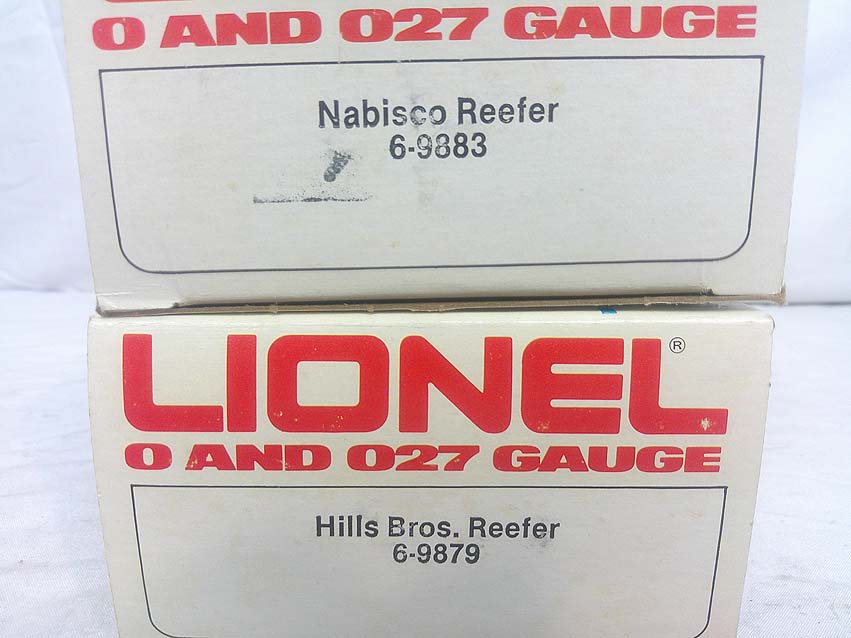 O AND O27 GAUGE
Nabisco Reefer
6-9883
LIONEL®
O AND O27 GAUGE
Hills Bros. Reefer
6-9879